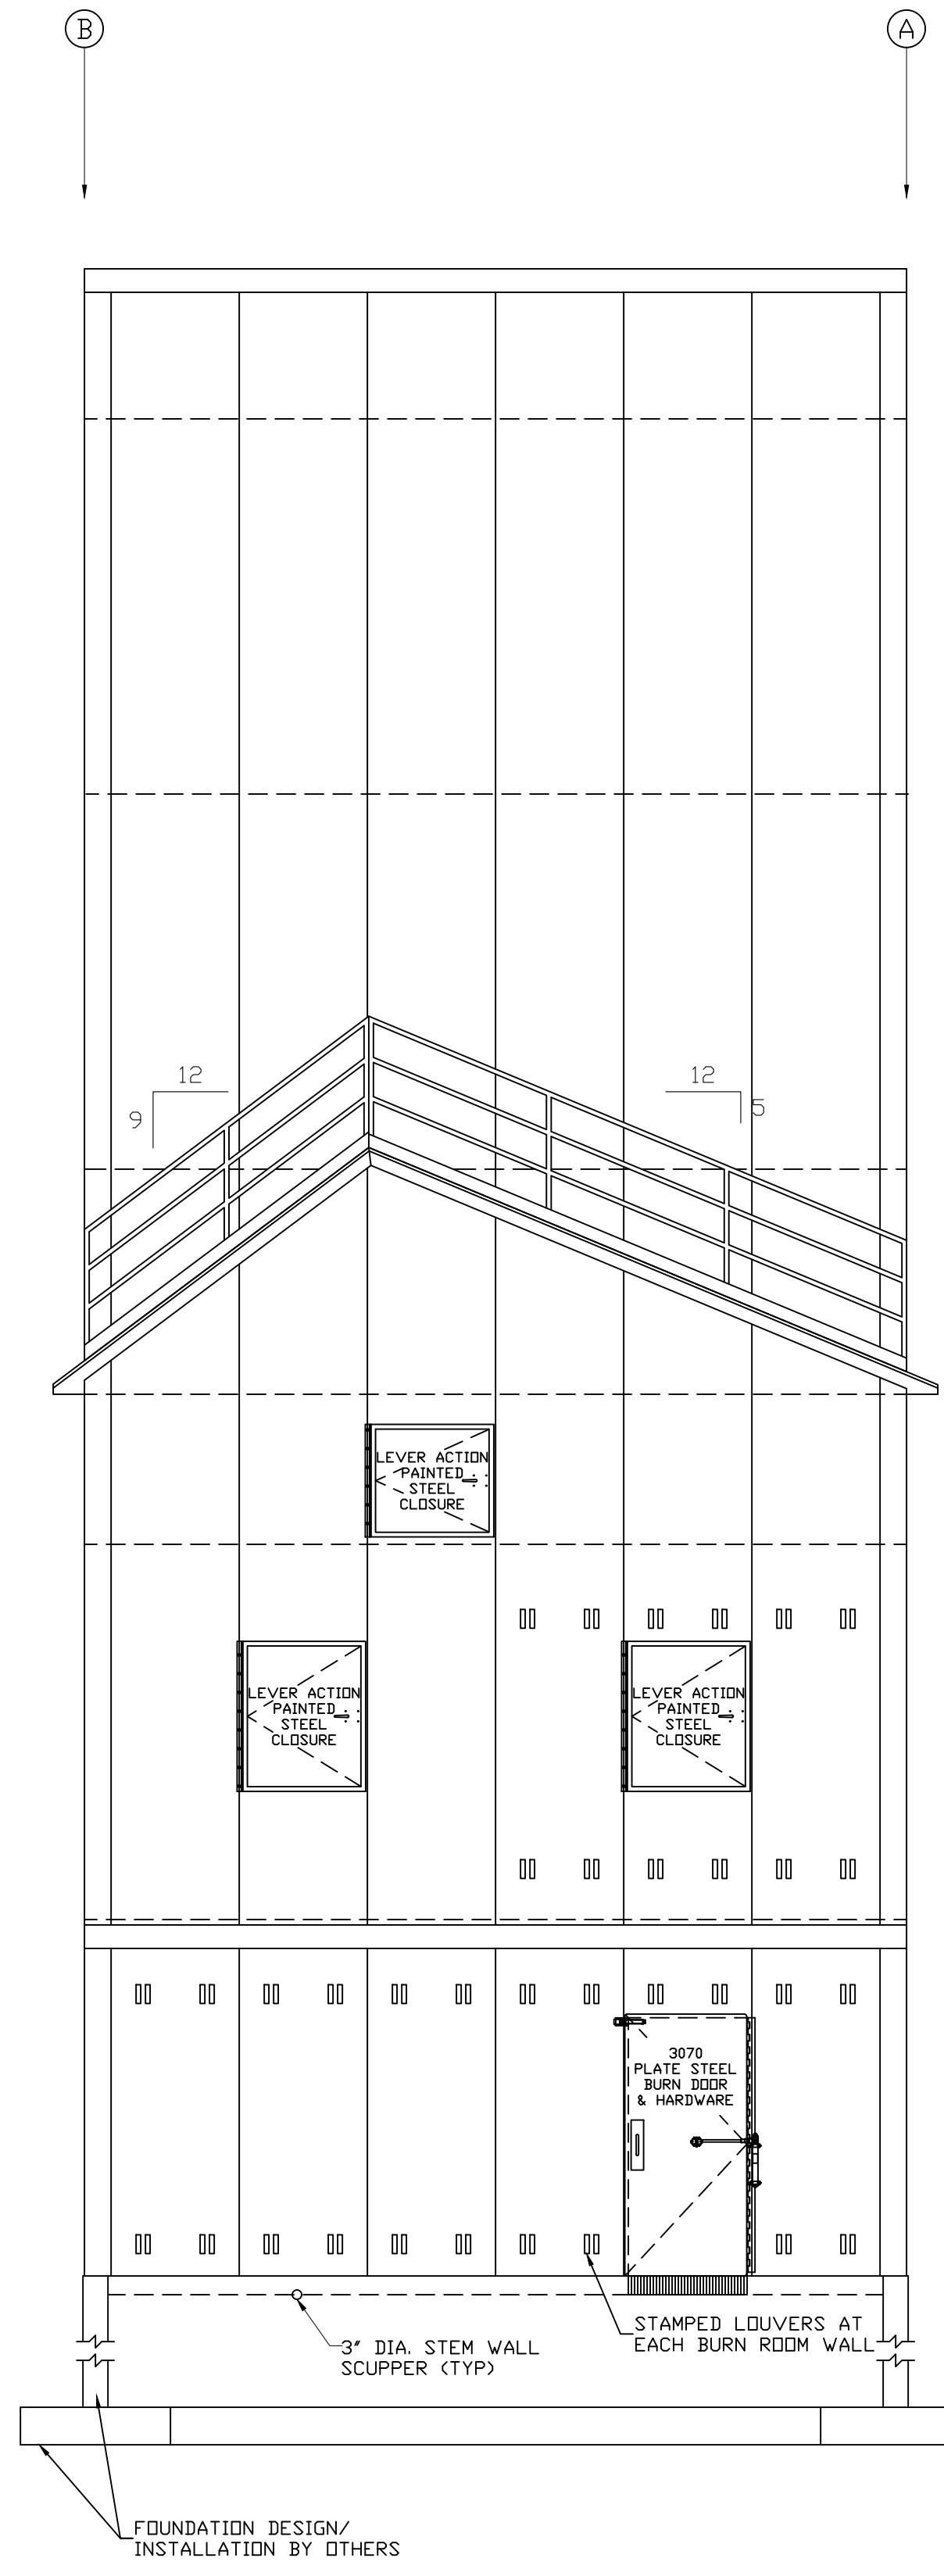 B
A
12
9
12
5
LEVER ACTION
PAINTED
STEEL
CLOSURE
LEVER ACTION
PAINTED
STEEL
CLOSURE
LEVER ACTION
PAINTED
STEEL
CLOSURE
3070
PLATE STEEL
BURN DOOR
& HARDWARE
STAMPED LOUVERS AT
EACH BURN ROOM WALL
3" DIA. STEM WALL
SCUPPER (TYP)
FOUNDATION DESIGN/
INSTALLATION BY OTHERS